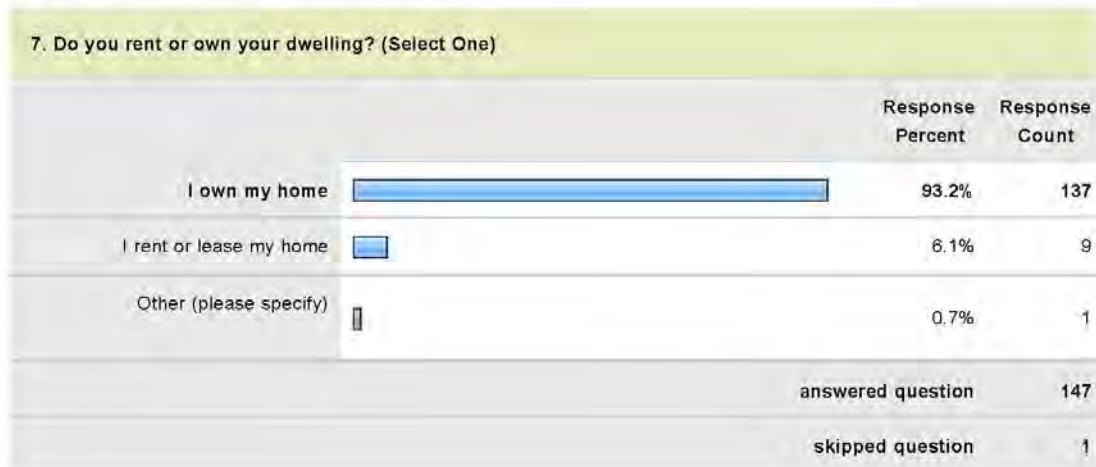 7. Do you rent or own your dwelling? (Select One)
Response Percent Response Count
I own my home 93.2% 137
I rent or lease my home 6.1% 9
Other (please specify) 0.7% 1
answered question 147
skipped question 1